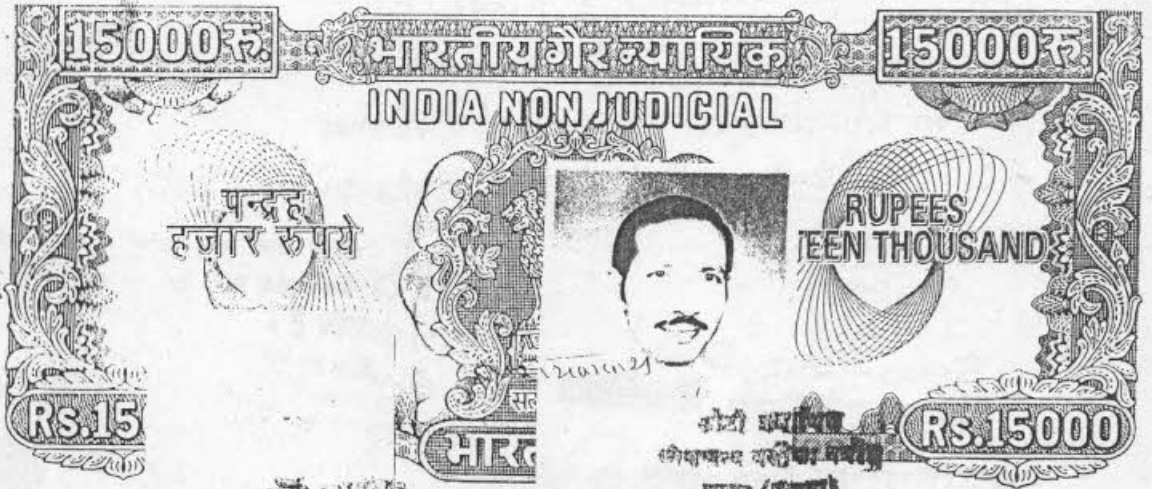 15000रु. भारतीय गैर न्यायिक 15000रु.
INDIA NON JUDICIAL
पन्द्रह
हजार रुपये
RUPEES
TEEN THOUSAND
Rs.15
भारत
Rs.15000